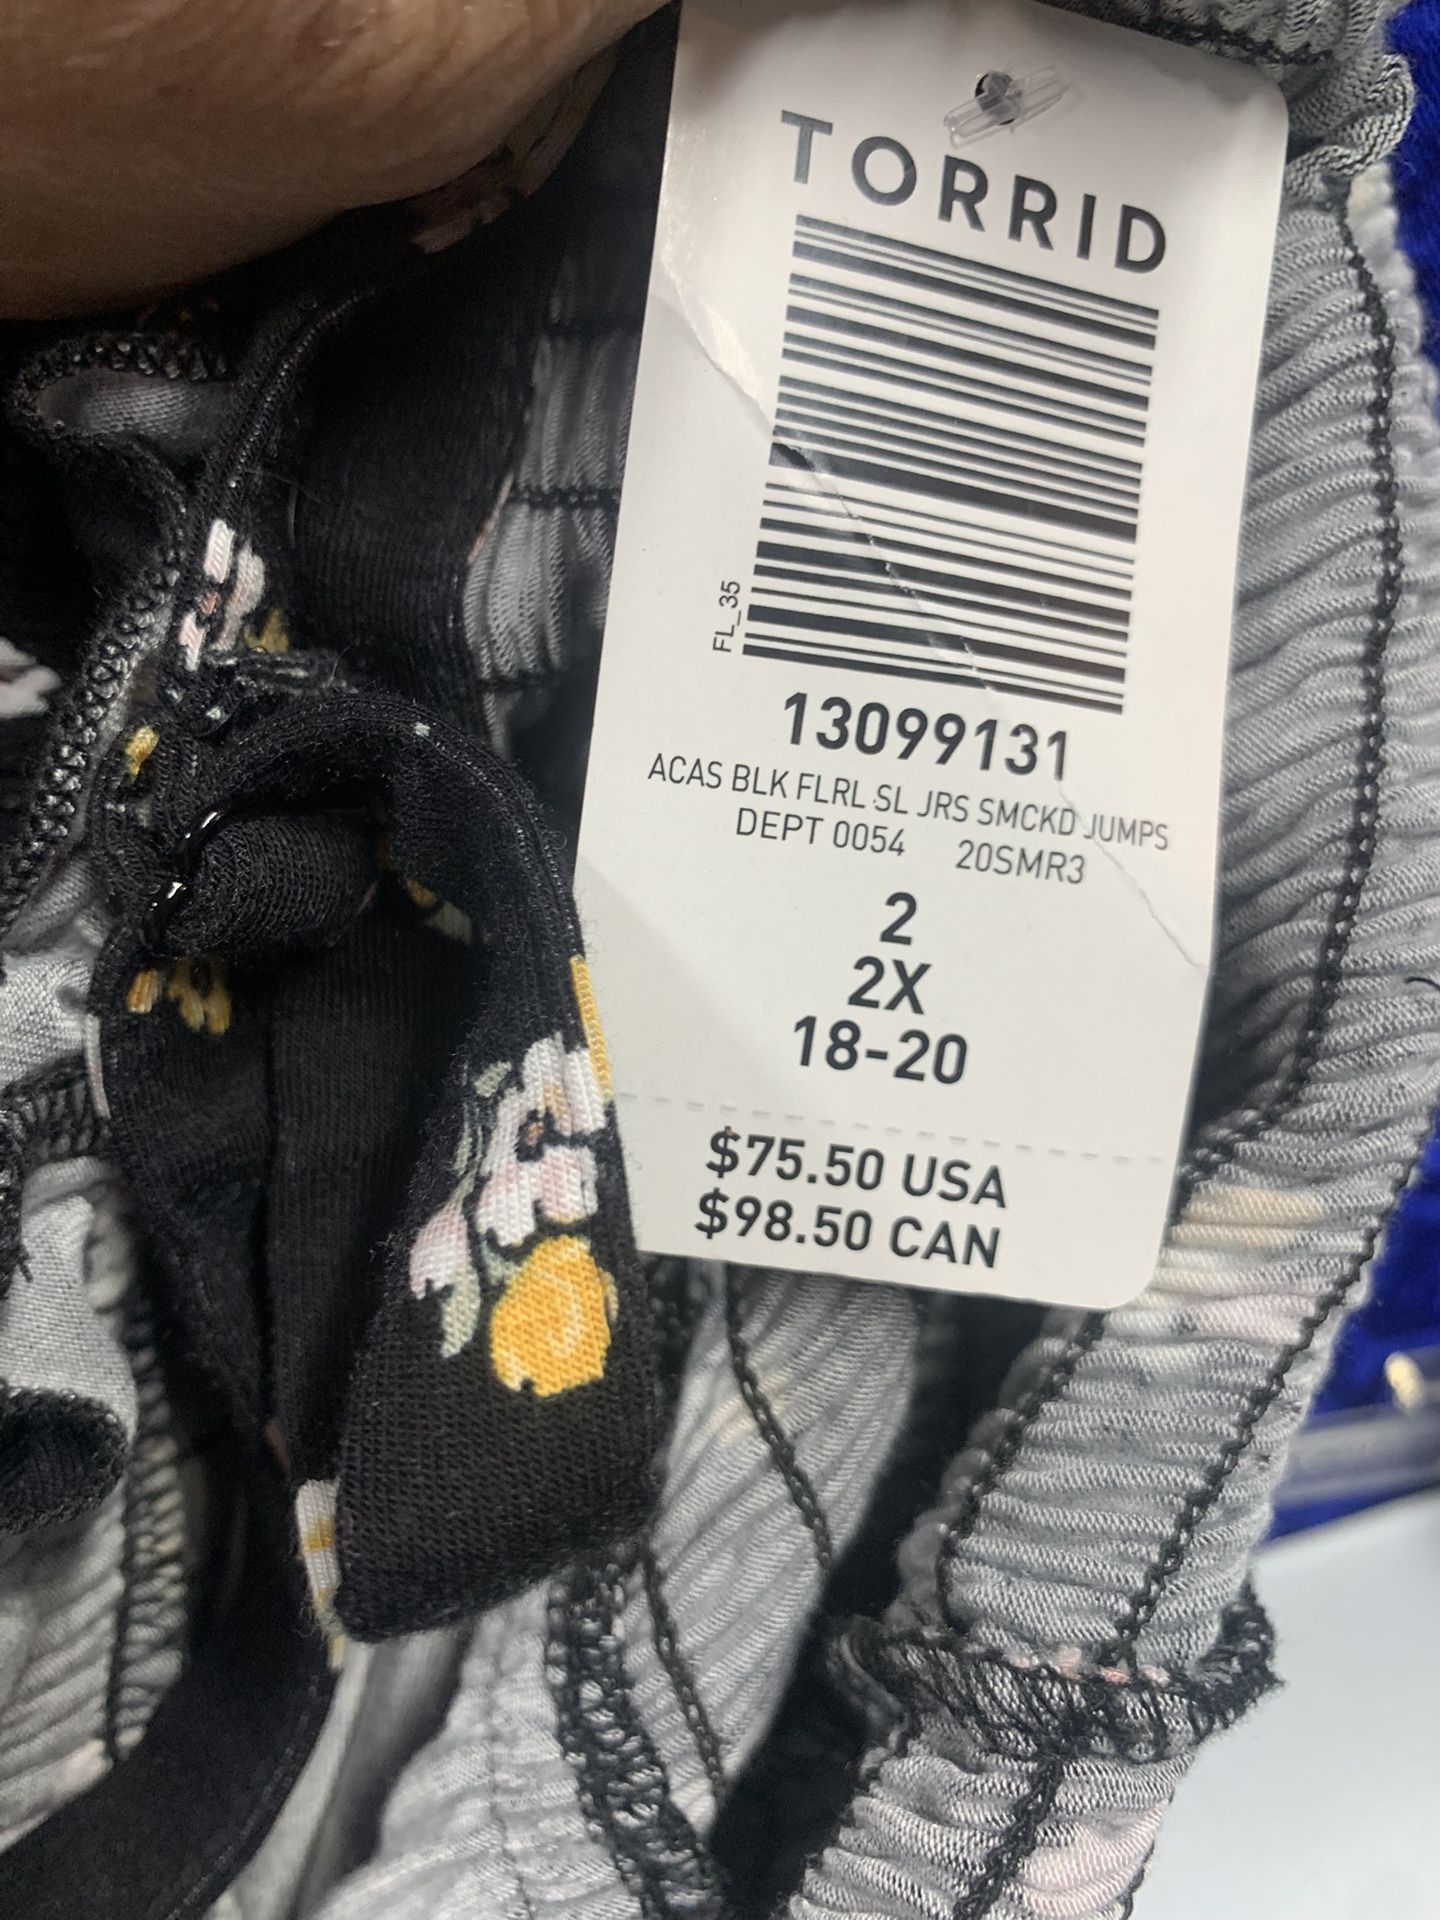 TORRID
FL_35
13099131
ACAS BLK FLRL SL JRS SMCKD JUMPS
DEPT 0054 20SMR3
2
2X
18-20
$75.50 USA
$98.50 CAN